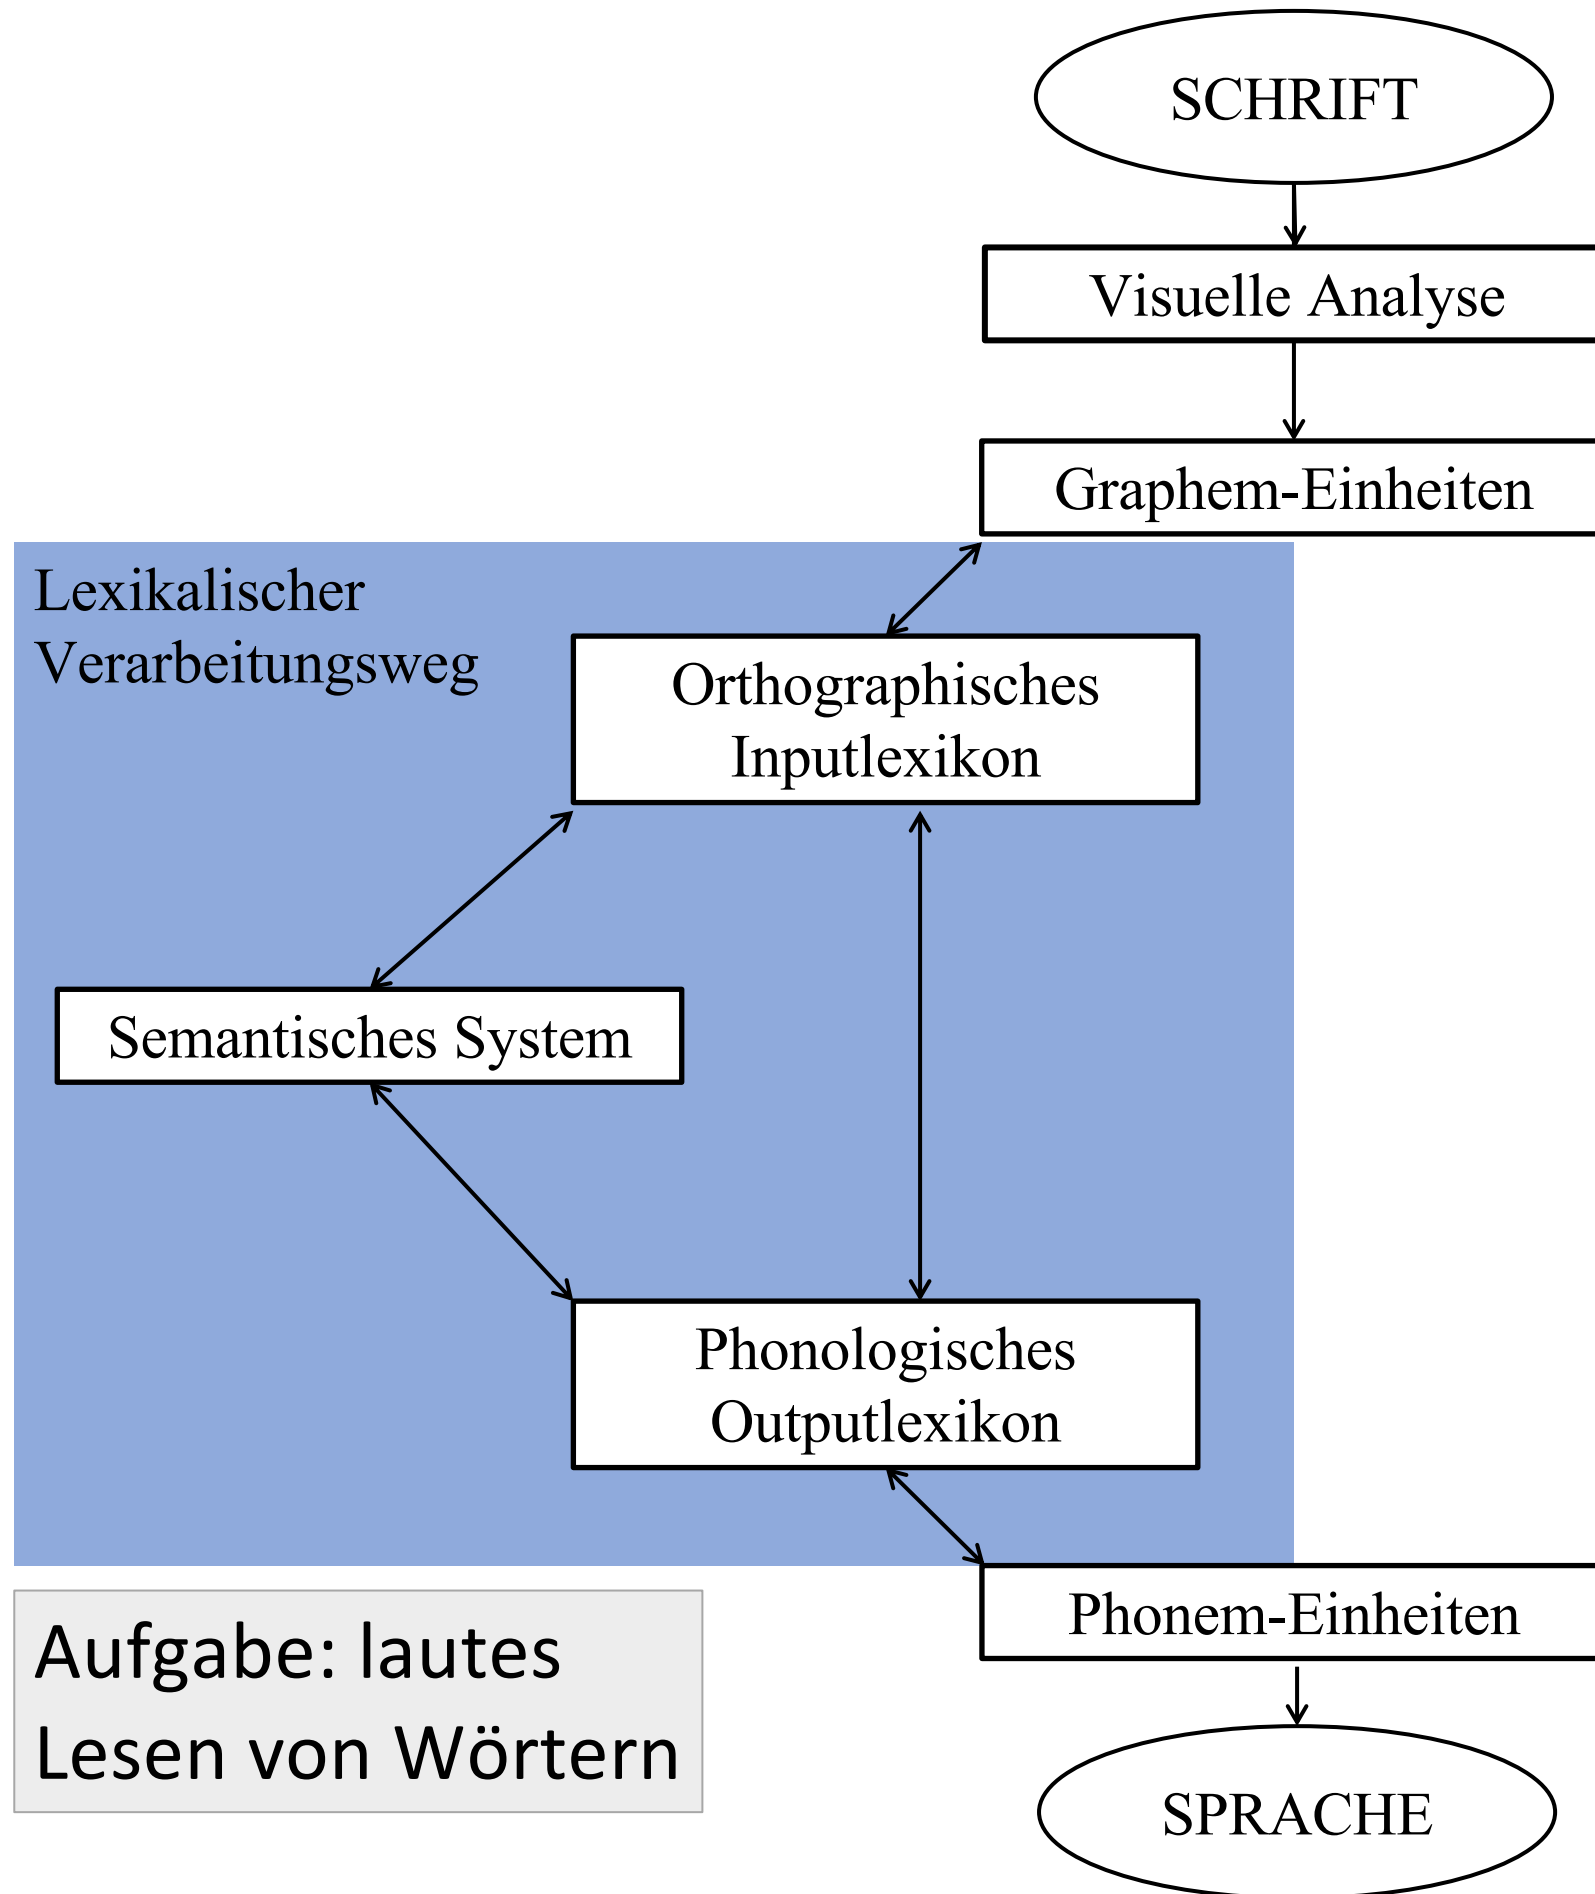 SCHRIFT
Visuelle Analyse
Graphem-Einheiten
Lexikalischer
Verarbeitungsweg
Orthographisches
Inputlexikon
Semantisches System
Phonologisches
Outputlexikon
Phonem-Einheiten
Aufgabe: lautes
Lesen von Wörtern
SPRACHE